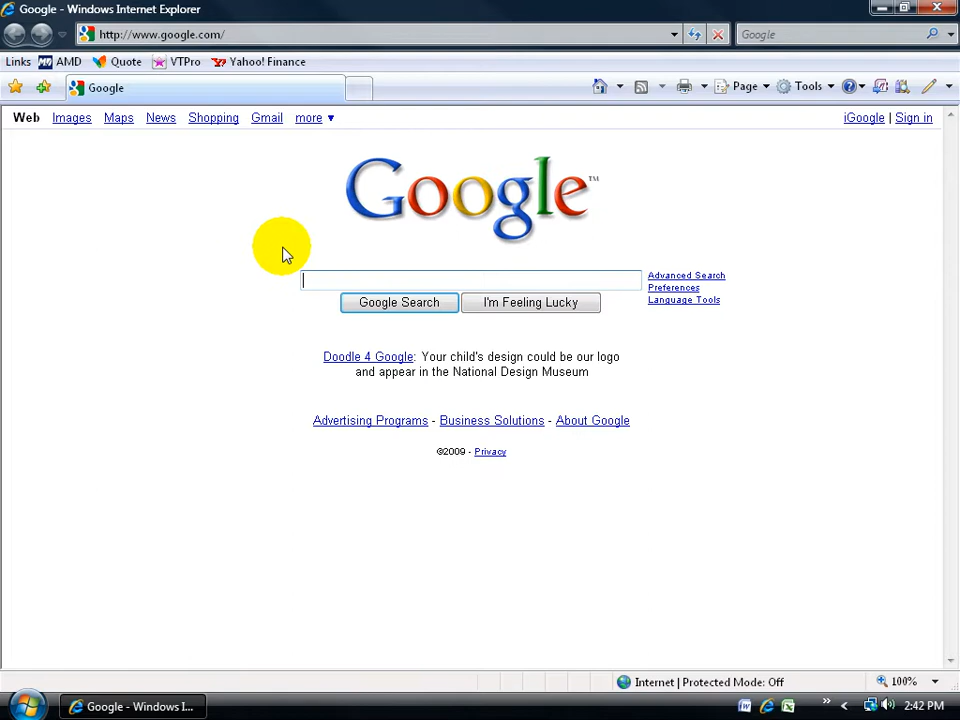 Google - Windows Internet Explorer
http://www.google.com/
Google
Links AMD Quote VTPro Yahoo! Finance
Google
Page Tools
Web Images Maps News Shopping Gmail more ▼
iGoogle | Sign in
Google™
Advanced Search
Preferences
Language Tools
Google Search I'm Feeling Lucky
Doodle 4 Google: Your child's design could be our logo
and appear in the National Design Museum
Advertising Programs - Business Solutions - About Google
©2009 - Privacy
Internet | Protected Mode: Off
100%
Google - Windows I...
2:42 PM